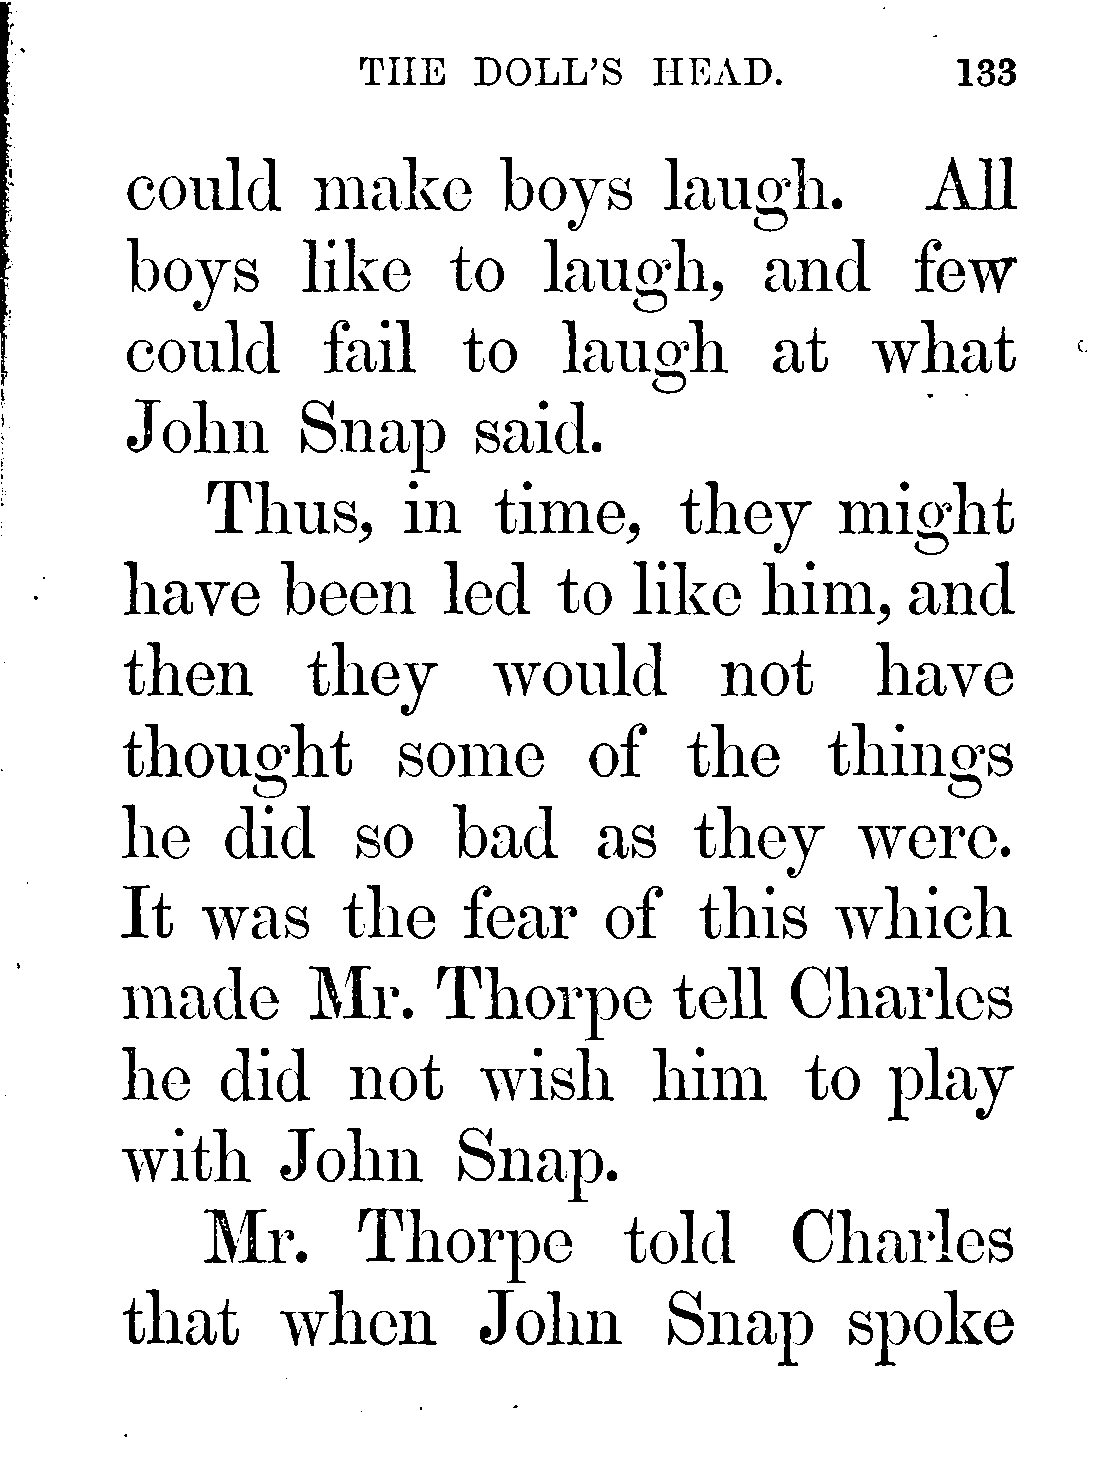 THE DOLL'S HEAD. 133
could make boys laugh. All
boys like to laugh, and few
could fail to laugh at what
John Snap said.
Thus, in time, they might
have been led to like him, and
then they would not have
thought some of the things
he did so bad as they were.
It was the fear of this which
made Mr. Thorpe tell Charles
he did not wish him to play
with John Snap.
Mr. Thorpe told Charles
that when John Snap spoke